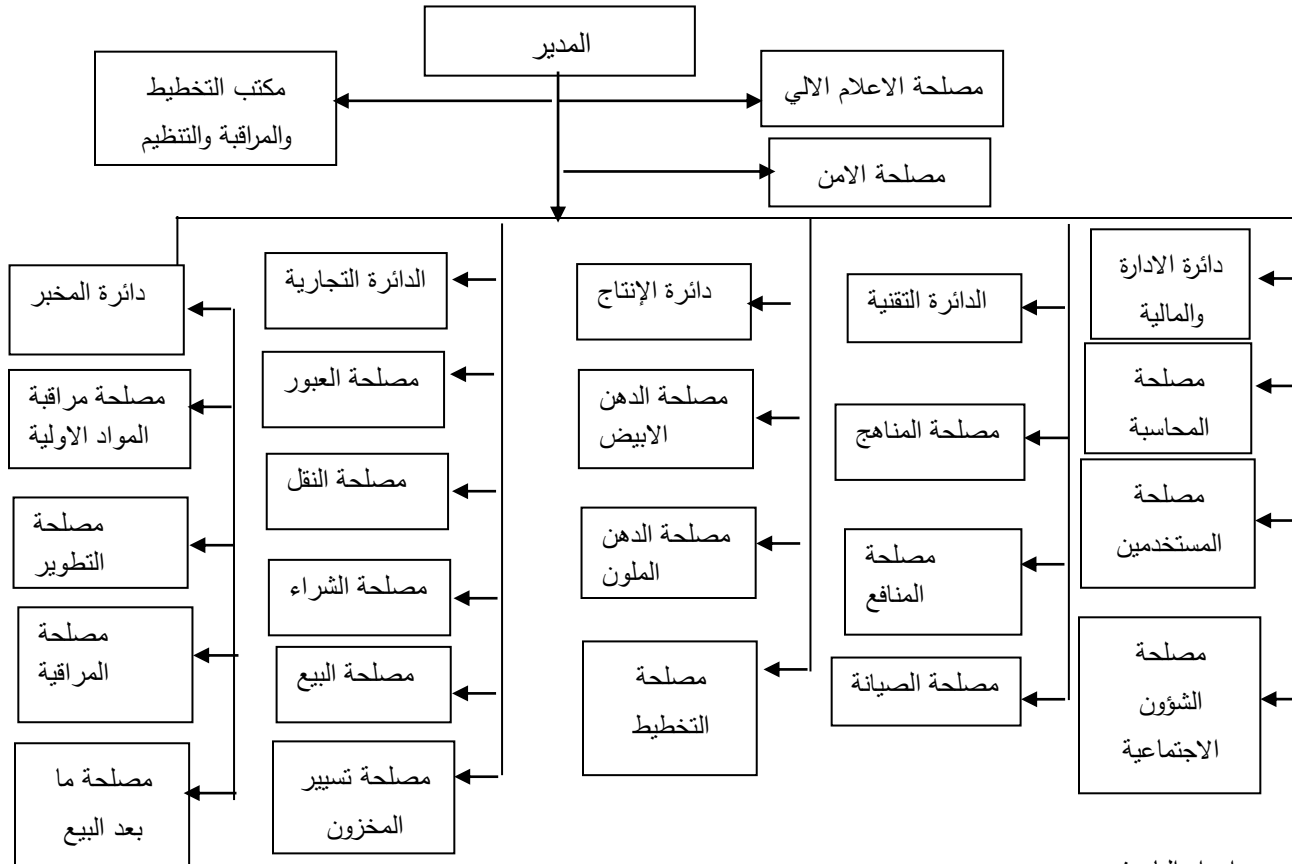 المدير
مصلحة الاعلام الالي
مكتب التخطيط
والمراقبة والتنظيم
مصلحة الامن
دائرة الادارة
والمالية
مصلحة
المحاسبة
مصلحة
المستخدمين
مصلحة
الشؤون
الاجتماعية
الدائرة التقنية
مصلحة المناهج
مصلحة
المنافع
مصلحة الصيانة
دائرة الإنتاج
مصلحة الدهن
الابيض
مصلحة الدهن
الملون
مصلحة
التخطيط
الدائرة التجارية
مصلحة العبور
مصلحة النقل
مصلحة الشراء
مصلحة البيع
مصلحة تسيير
المخزون
دائرة المخبر
مصلحة مراقبة
المواد الاولية
مصلحة
التطوير
مصلحة
المراقبة
مصلحة ما
بعد البيع